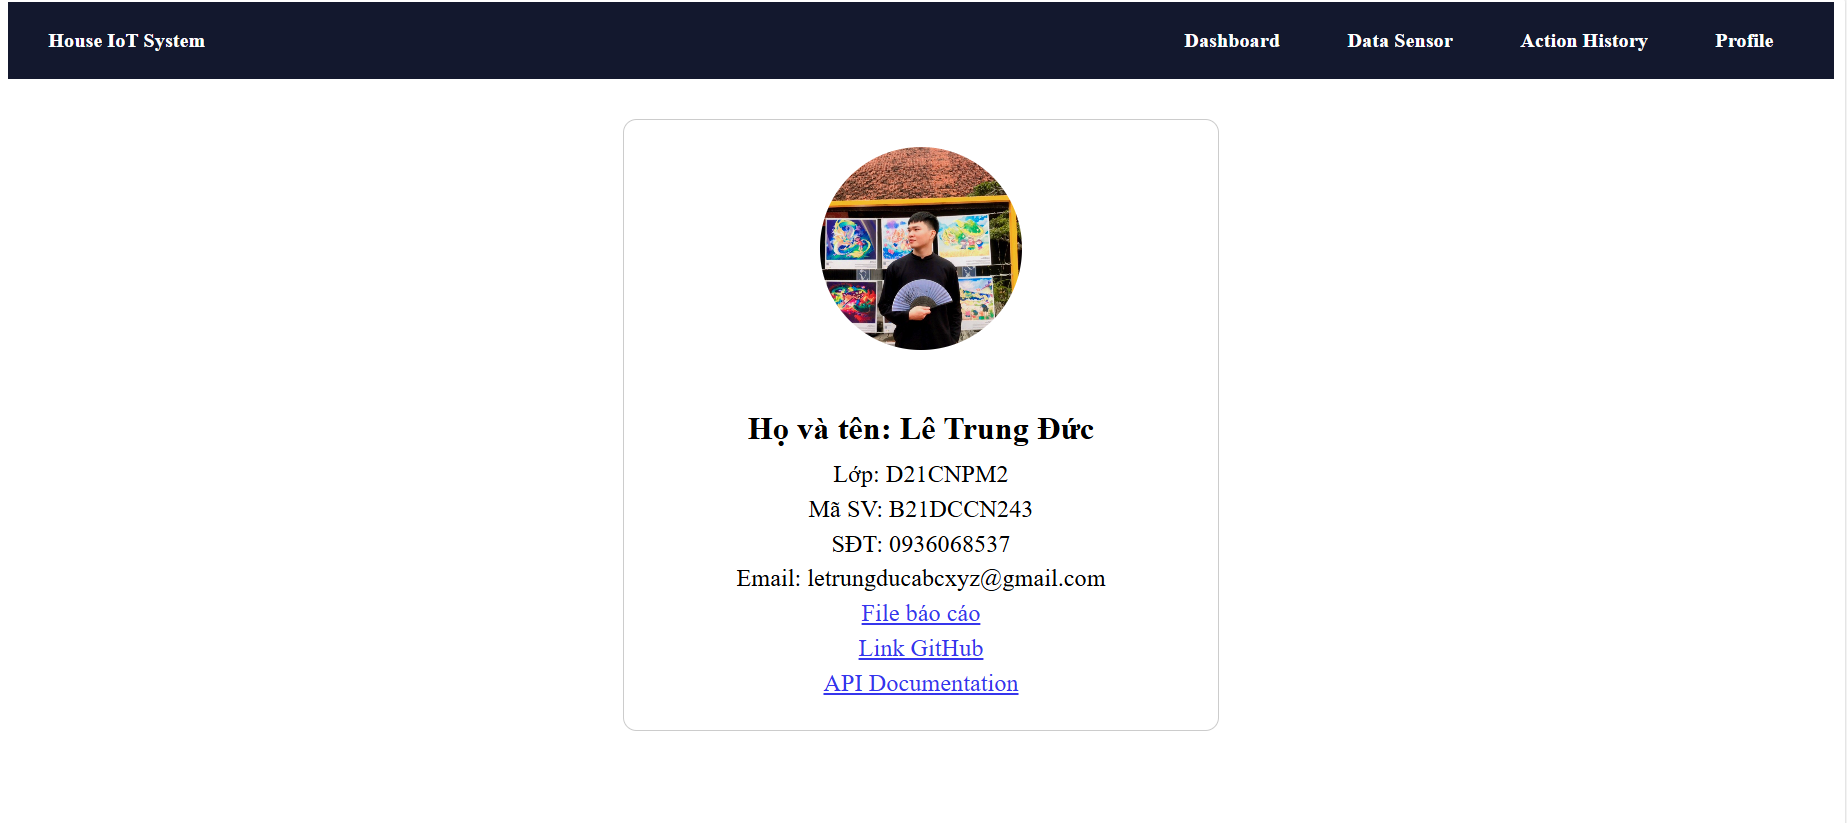 House IoT System Dashboard Data Sensor Action History Profile
Họ và tên: Lê Trung Đức
Lớp: D21CNPM2
Mã SV: B21DCCN243
SĐT: 0936068537
Email: letrungducabcxyz@gmail.com
File báo cáo
Link GitHub
API Documentation